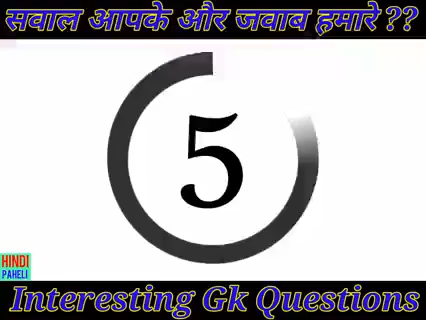 सवाल आपके और जवाब हमारे ??
5
HINDI
PAHELI
Interesting Gk Questions